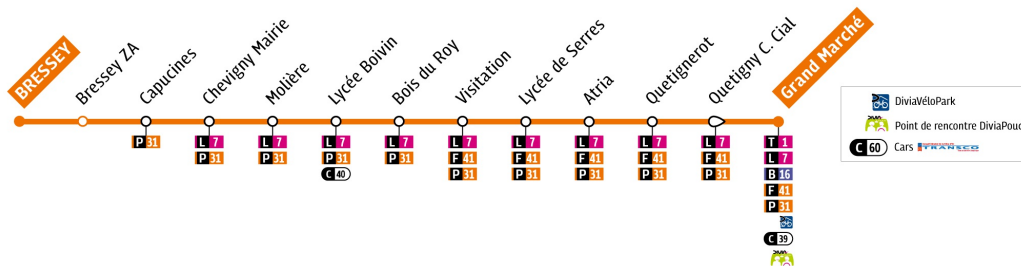 BRESSEY
Bressey ZA
Capucines
P 31
Chevigny Mairie
L 7
P 31
Molière
L 7
P 31
Lycée Boivin
L 7
P 31
C 40
Bois du Roy
L 7
P 31
Visitation
L 7
F 41
P 31
Lycée de Serres
L 7
F 41
P 31
Atria
L 7
F 41
P 31
Quetignerot
L 7
F 41
P 31
Quetigny C. Cial
L 7
F 41
P 31
Grand Marché
T 1
L 7
B 16
F 41
P 31
C 39
DiviaVéloPark
DIVIA
Point de rencontre DiviaPouc
C 60 Cars TRANSCO